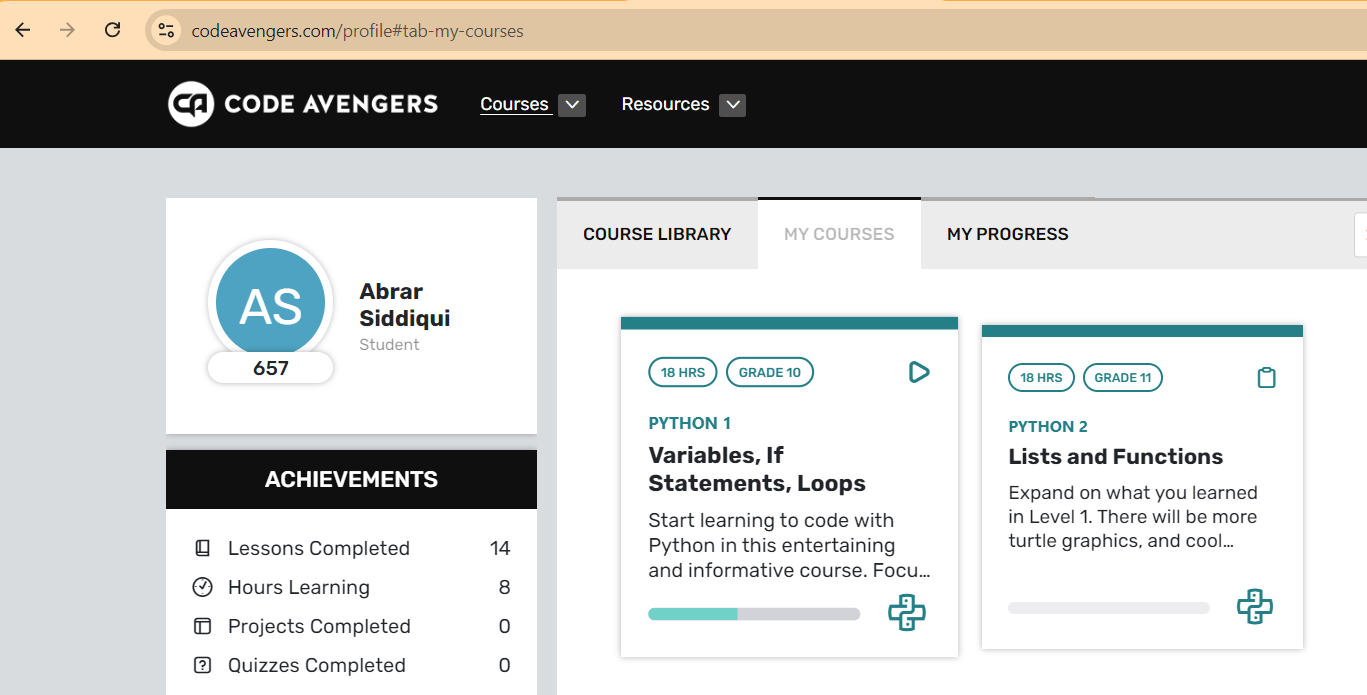 codeavengers.com/profile#tab-my-courses
CA CODE AVENGERS
Courses
Resources
AS
657
Abrar
Siddiqui
Student
ACHIEVEMENTS
Lessons Completed 14
Hours Learning 8
Projects Completed 0
Quizzes Completed 0
COURSE LIBRARY
MY COURSES
MY PROGRESS
18 HRS GRADE 10
PYTHON 1
Variables, If
Statements, Loops
Start learning to code with
Python in this entertaining
and informative course. Focu...
18 HRS GRADE 11
PYTHON 2
Lists and Functions
Expand on what you learned
in Level 1. There will be more
turtle graphics, and cool...